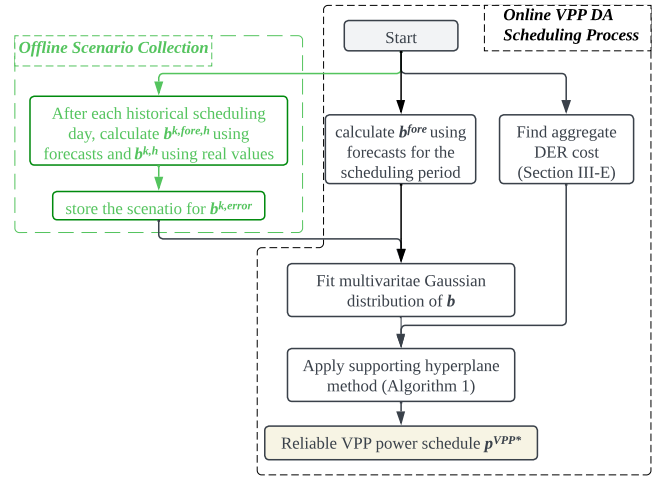 Online VPP DA
Scheduling Process
Start
Offline Scenario Collection
After each historical scheduling
day, calculate b^{k,fore,h} using
forecasts and b^{k,h} using real values
store the scenatio for b^{k,error}
calculate b^{fore} using
forecasts for the
scheduling period
Find aggregate
DER cost
(Section III-E)
Fit multivaritae Gaussian
distribution of b
Apply supporting hyperplane
method (Algorithm 1)
Reliable VPP power schedule p^{VPP*}